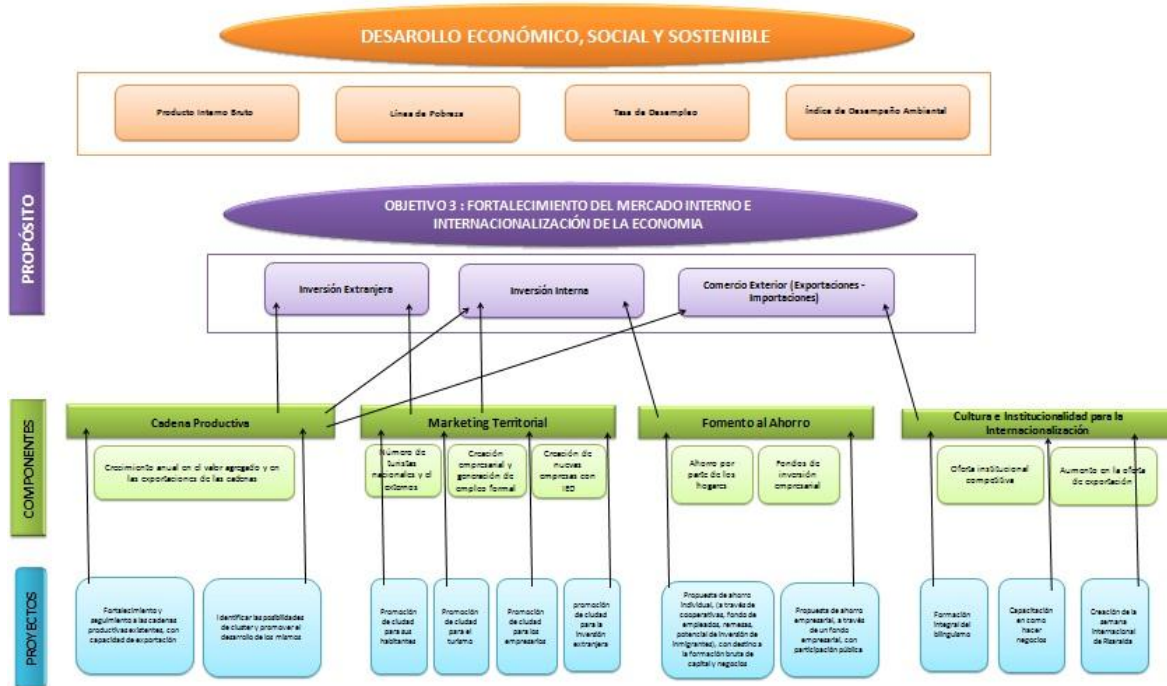 DESAROLLO ECONÓMICO, SOCIAL Y SOSTENIBLE
Producto Interno Bruto
Línea de Pobreza
Tasa de Desempleo
Índice de Desempeño Ambiental
PROPÓSITO
OBJETIVO 3 : FORTALECIMIENTO DEL MERCADO INTERNO E
INTERNACIONALIZACIÓN DE LA ECONOMIA
Inversión Extranjera
Inversión Interna
Comercio Exterior (Exportaciones -
Importaciones)
COMPONENTES
Cadena Productiva
Marketing Territorial
Fomento al Ahorro
Cultura e Institucionalidad para la
Internacionalización
Crecimiento anual en el valor agregado y en
las exportaciones de las cadenas
Número de
turistas
nacionales y el
externos
Creación
empresarial y
generación de
empleo formal
Creación de
nuevas
empresas con
IED
Ahorro por
parte de los
hogares
Fondos de
inversión
empresarial
Oferta institucional
competitiva
Aumento en la oferta
de exportación
PROYECTOS
Fortalecimiento y
seguimiento a las cadenas
productivas existentes, con
capacidad de exportación
Identificar las posibilidades
de cluster y promover el
desarrollo de los mismos
Promoción
de ciudad
para sus
habitantes
Promoción
de ciudad
para el
turismo
Promoción
de ciudad
para los
empresarios
promoción
de ciudad
para la
inversión
extranjera
Propuesta de ahorro
individual, (a través de
cooperativas, fondo de
empleados, remesas,
potencial de inversión de
inmigrantes), con destino a
la formación bruta de
capital y negocios
Propuesta de ahorro
empresarial, a través
de un fondo
empresarial, con
participación pública
Formación
integral del
bilinguismo
Capacitación
en como
hacer
negocios
Creación de la
semana
internacional
de Risaralda